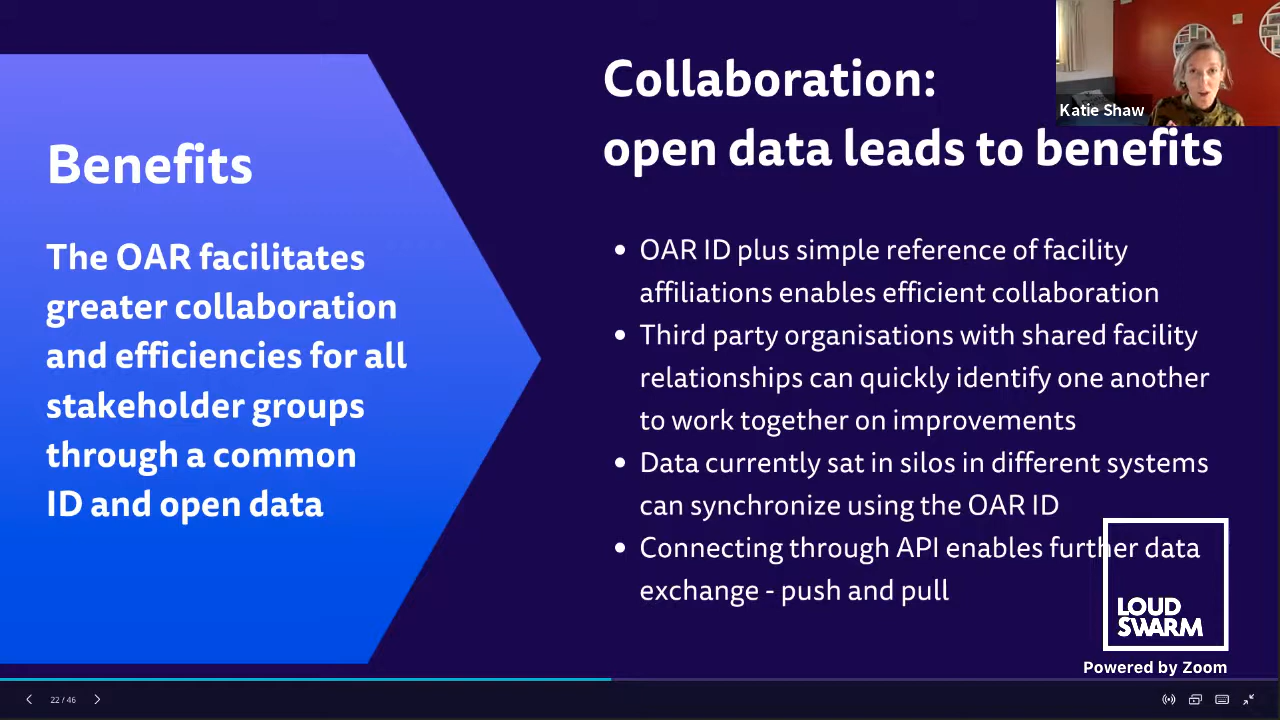 Benefits
The OAR facilitates
greater collaboration
and efficiencies for all
stakeholder groups
through a common
ID and open data
Collaboration:
open data leads to benefits
• OAR ID plus simple reference of facility
affiliations enables efficient collaboration
• Third party organisations with shared facility
relationships can quickly identify one another
to work together on improvements
• Data currently sat in silos in different systems
can synchronize using the OAR ID
• Connecting through API enables further data
exchange - push and pull
Katie Shaw
LOUD
SWARM
Powered by Zoom
22 / 46